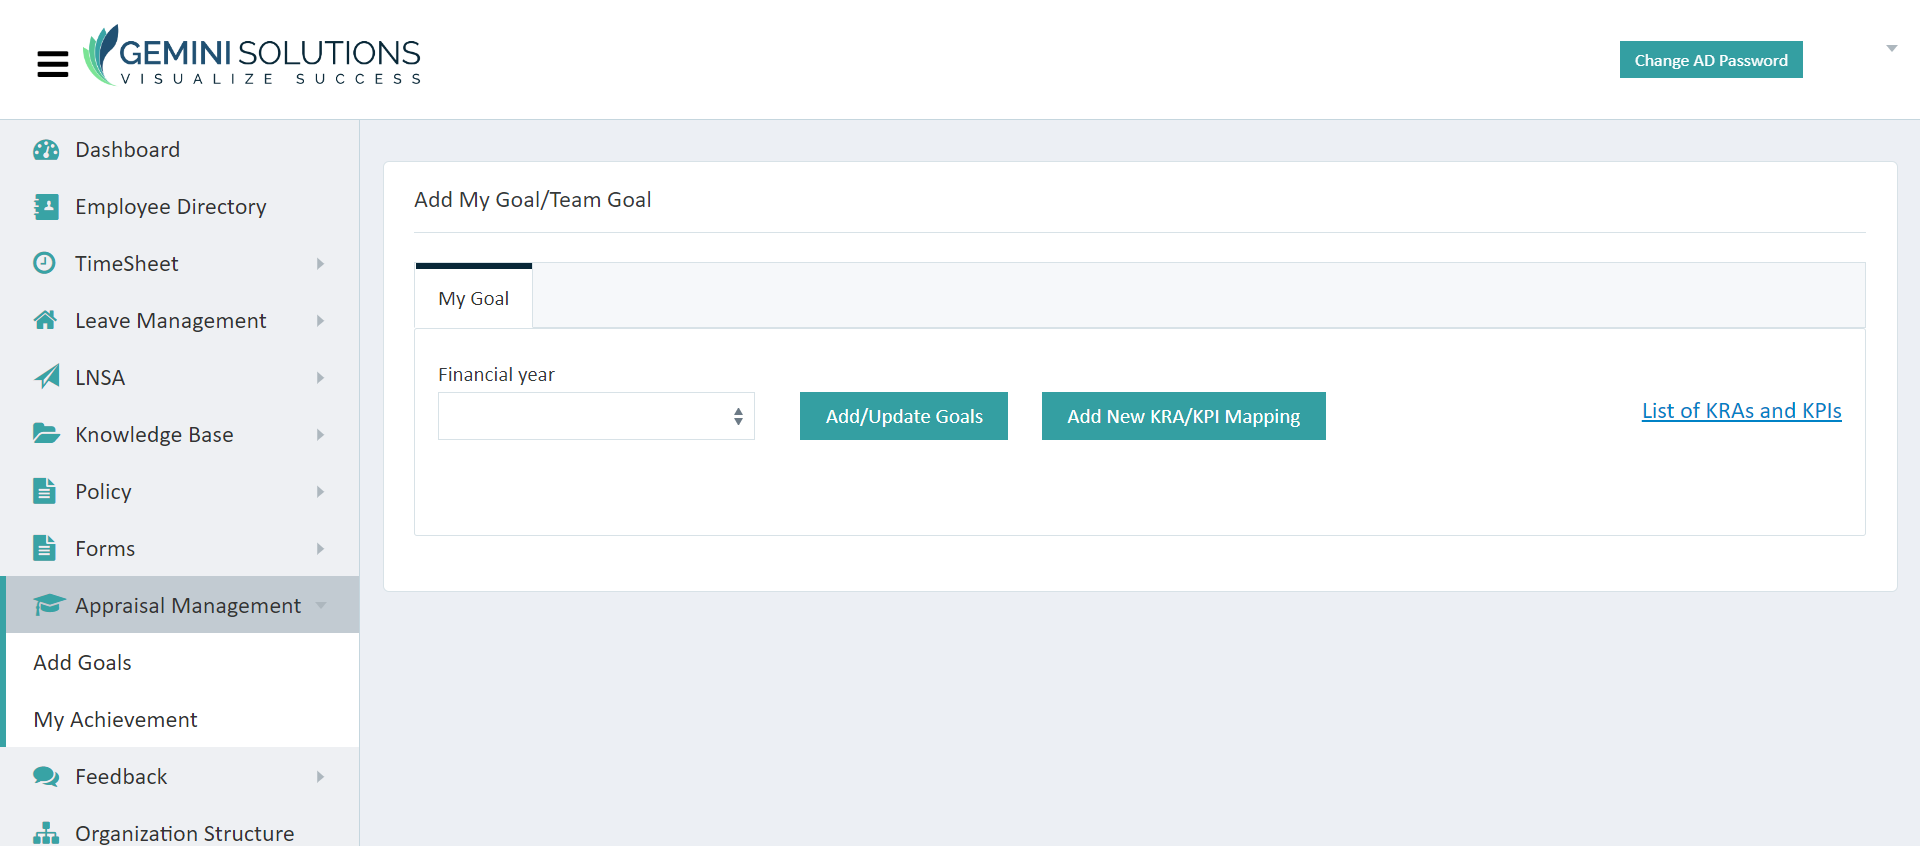 GEMINI SOLUTIONS
VISUALIZE SUCCESS
Change AD Password
Dashboard
Employee Directory
TimeSheet
Leave Management
LNSA
Knowledge Base
Policy
Forms
Appraisal Management
Add Goals
My Achievement
Feedback
Organization Structure
Add My Goal/Team Goal
My Goal
Financial year
Add/Update Goals
Add New KRA/KPI Mapping
List of KRAs and KPIs